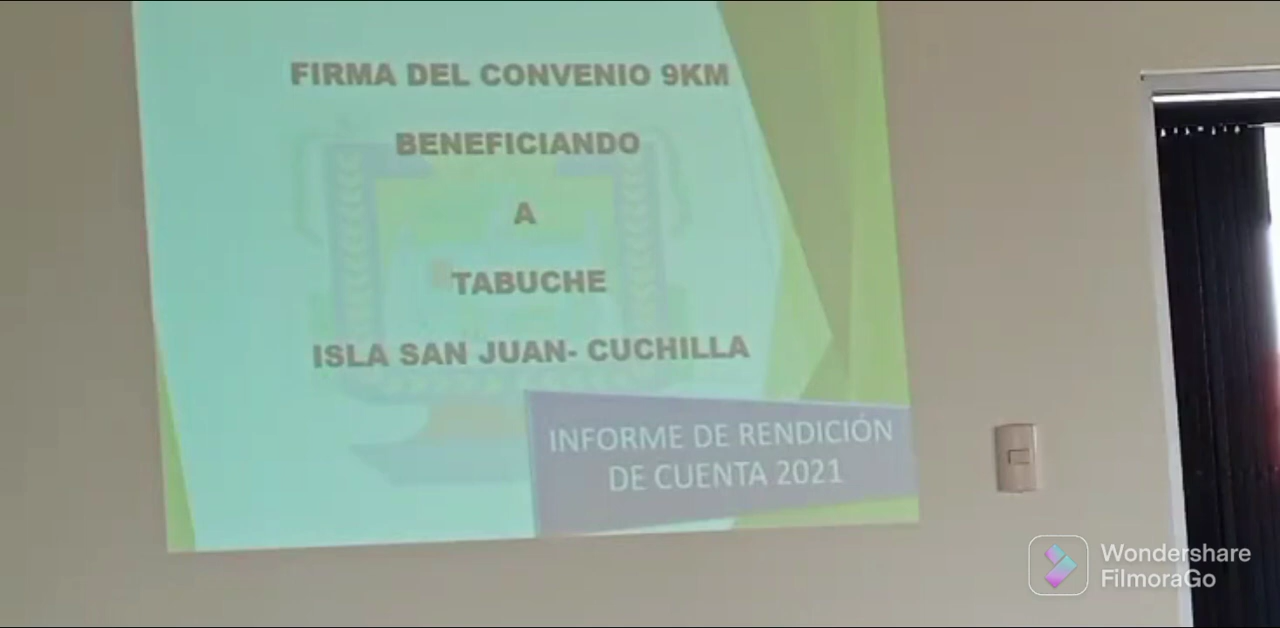 FIRMA DEL CONVENIO 9KM
BENEFICIANDO
A
TABUCHE
ISLA SAN JUAN- CUCHILLA
INFORME DE RENDICIÓN
DE CUENTA 2021
Wondershare
FilmoraGo